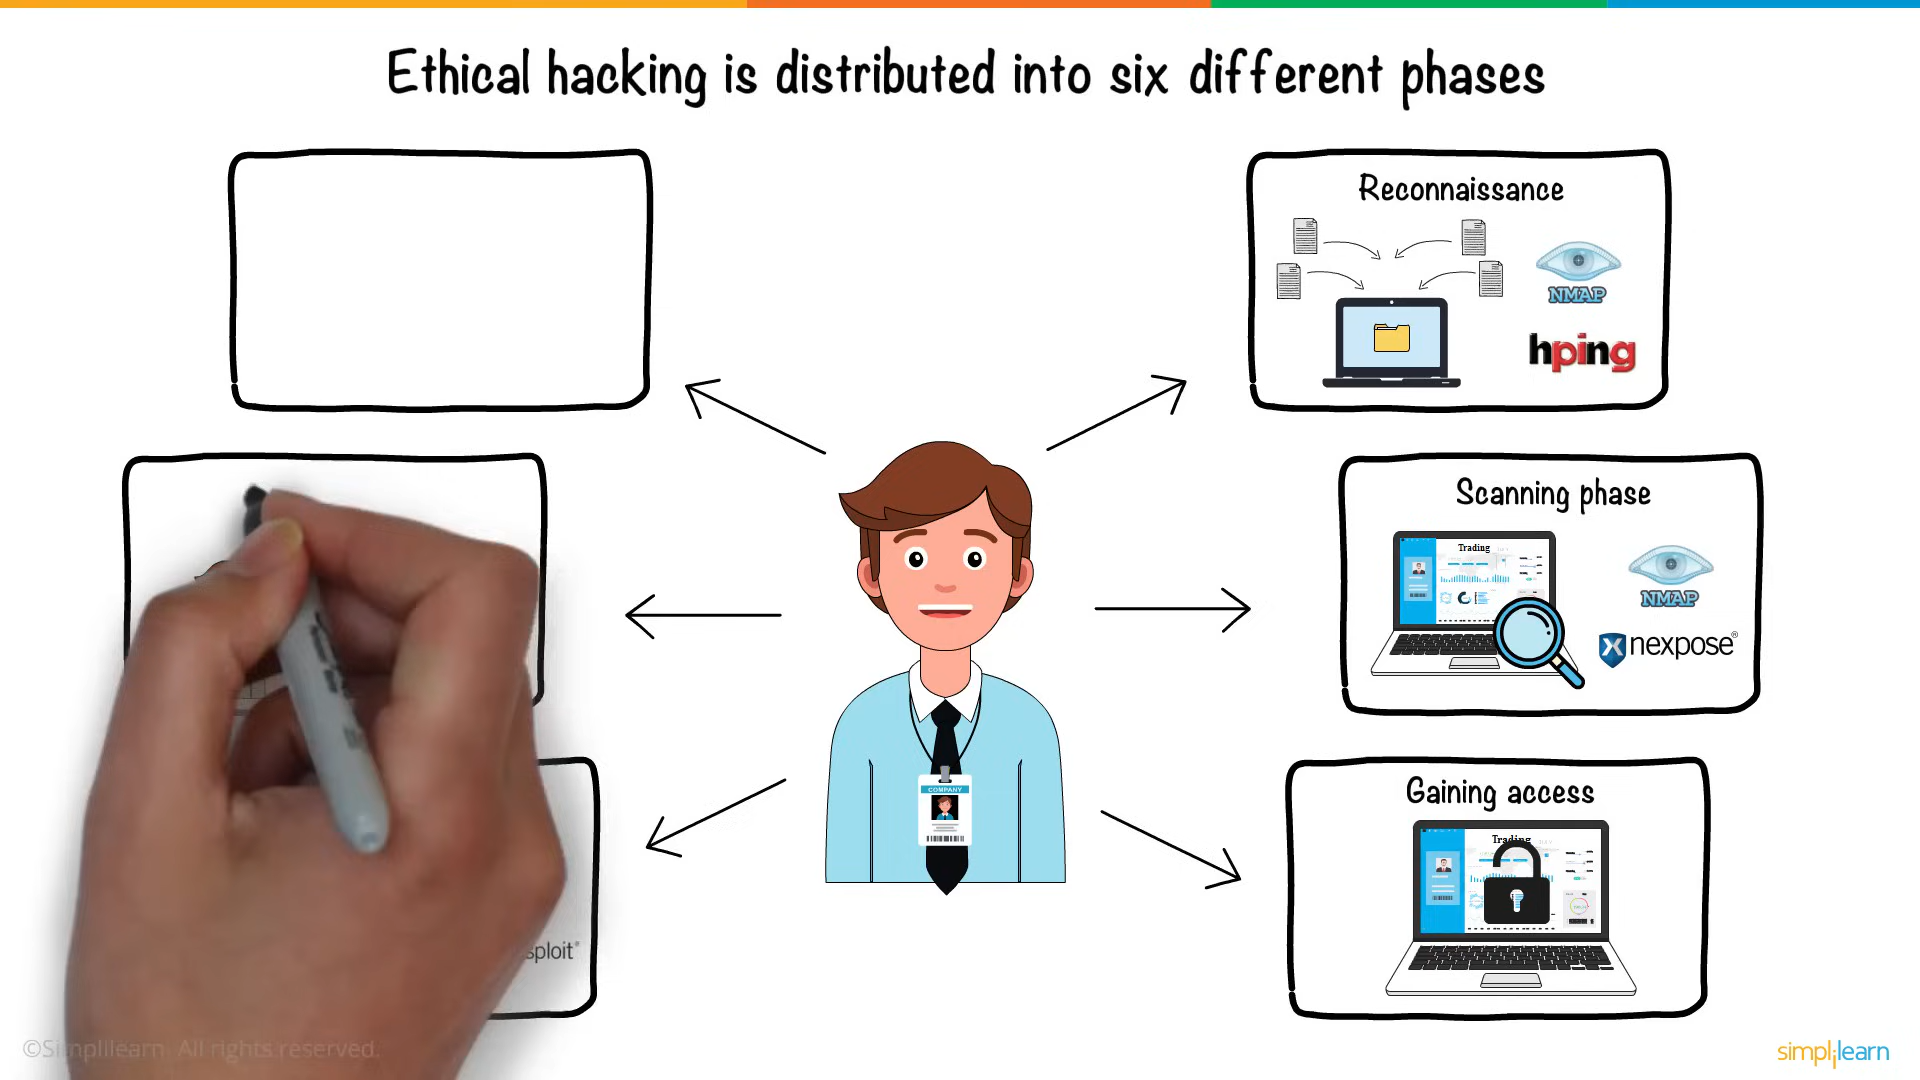 Ethical hacking is distributed into six different phases
Reconnaissance
NMAP
hping
Scanning phase
Trading
NMAP
nexpose®
COMPANY
Gaining access
Trading
sploit®
©Simplilearn. All rights reserved.
simplilearn